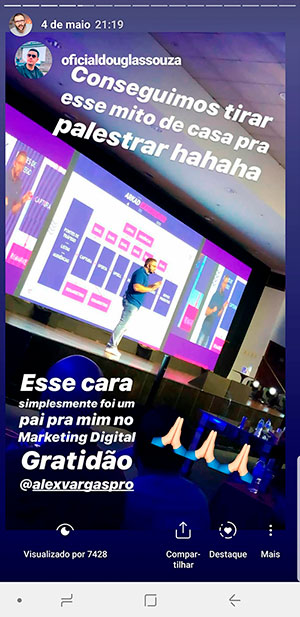 4 de maio 21:19
oficialdouglassouza
Conseguimos tirar
esse mito de casa pra
palestrar hahaha
Esse cara
simplesmente foi um
pai pra mim no
Marketing Digital
Gratidão
@alexvargaspro
Visualizado por 7428
Compar-
tilhar
Destaque
Mais